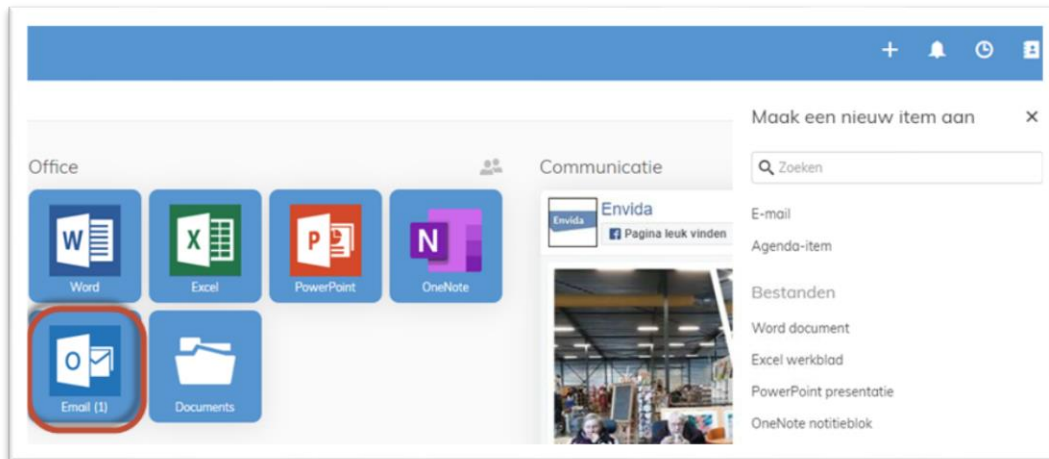 Maak een nieuw item aan
Zoeken
E-mail
Agenda-item
Bestanden
Word document
Excel werkblad
PowerPoint presentatie
OneNote notitieblok
Office
W
X
P
N
Word
Excel
PowerPoint
OneNote
O
Email (1)
Documents
Communicatie
Envida
Envida
Pagina leuk vinden